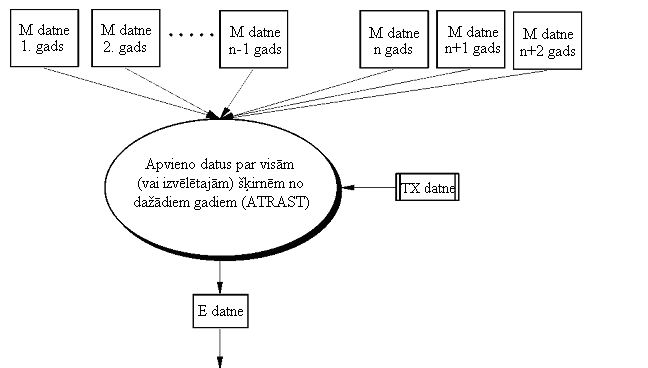 M datne
1. gads
M datne
2. gads
.....
M datne
n-1 gads
M datne
n gads
M datne
n+1 gads
M datne
n+2 gads
Apvieno datus par visām
(vai izvēlētajām) šķirnēm no
dažādiem gadiem (ATRAST)
TX datne
E datne